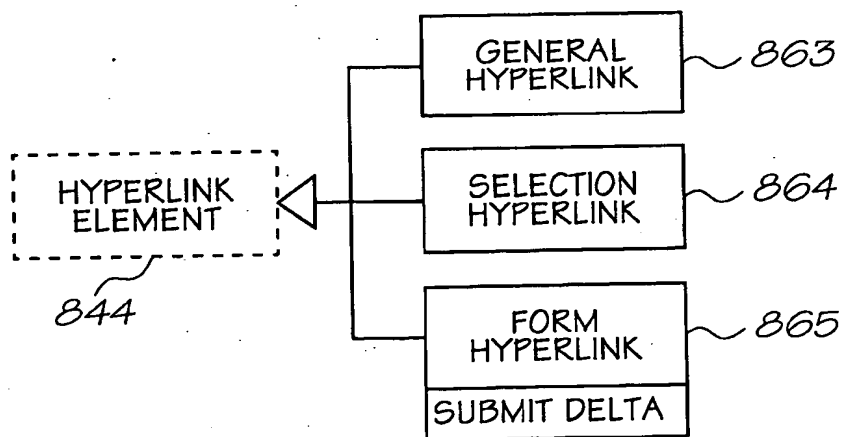 GENERAL
HYPERLINK
863
HYPERLINK
ELEMENT
844
SELECTION
HYPERLINK
864
FORM
HYPERLINK
865
SUBMIT DELTA